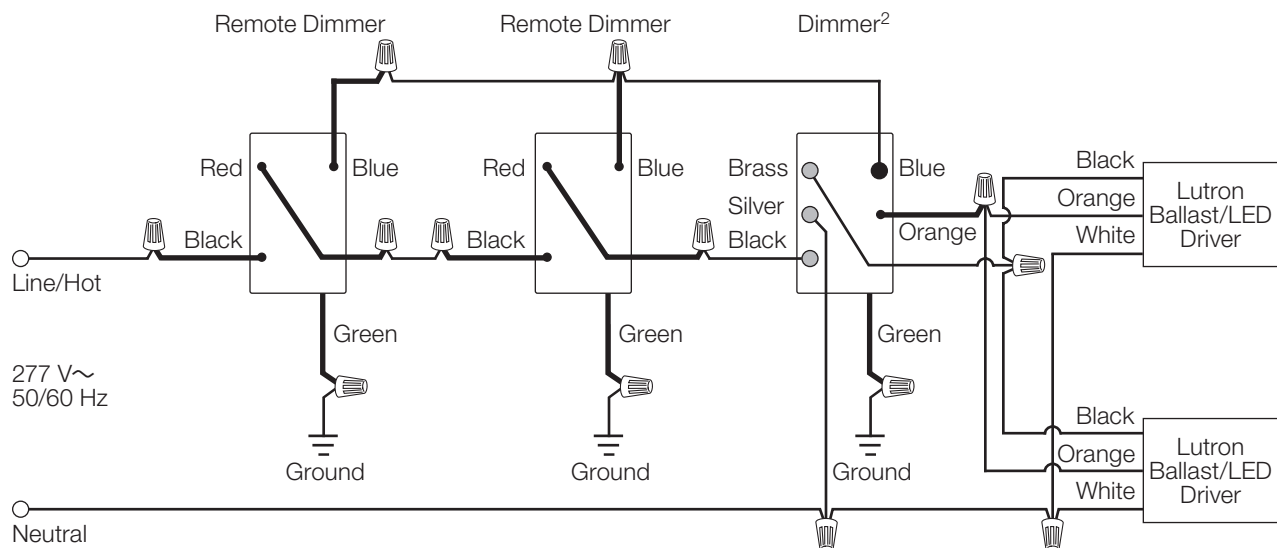 Remote Dimmer
Remote Dimmer
Dimmer²
Red
Blue
Red
Blue
Brass
Blue
Silver
Black
Black
Black
Orange
Black
Orange
White
Lutron
Ballast/LED
Driver
Line/Hot
Green
Green
Green
277 V~
50/60 Hz
Ground
Ground
Ground
Black
Orange
White
Lutron
Ballast/LED
Driver
Neutral